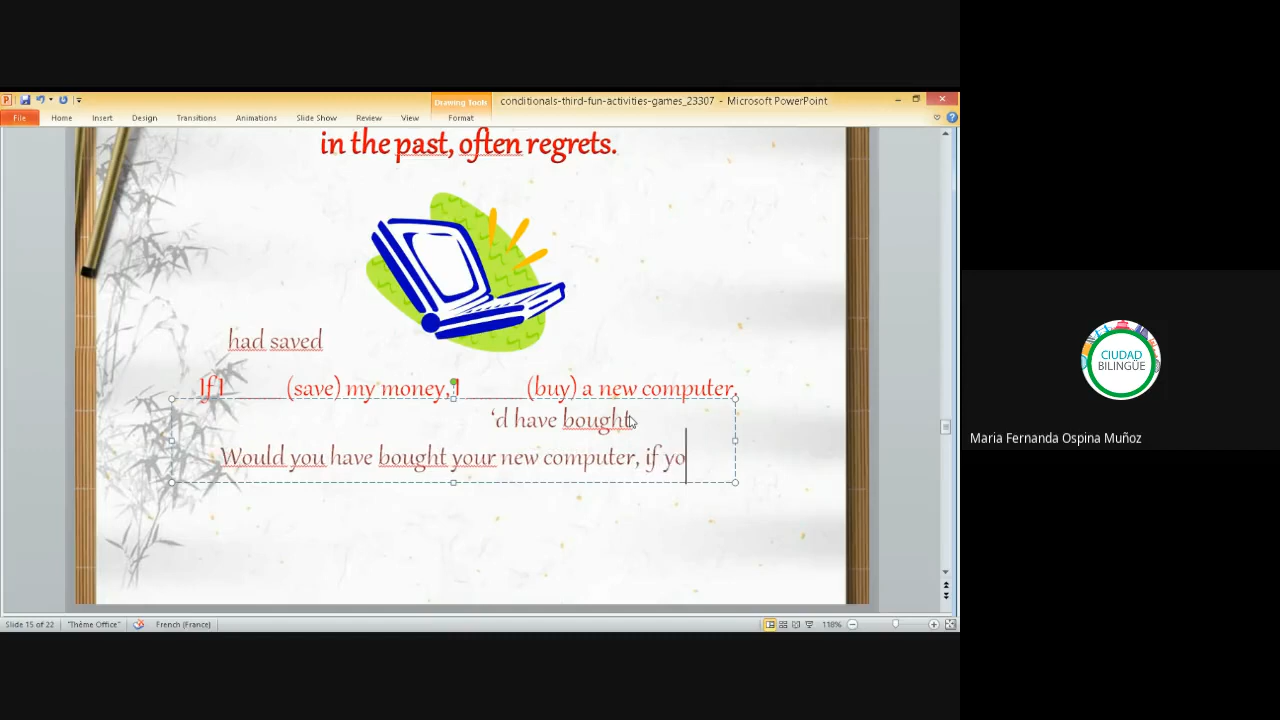 Drawing Tools
conditionals-third-fun-activities-games_23307 - Microsoft PowerPoint
File Home Insert Design Transitions Animations Slide Show Review View Format
in the past, often regrets.
had saved
If I _____ (save) my money, I ______ (buy) a new computer.
‘d have bought
Would you have bought your new computer, if yo
CIUDAD
BILINGÜE
Maria Fernanda Ospina Muñoz
Slide 15 of 22 "Thème Office" French (France) 118%